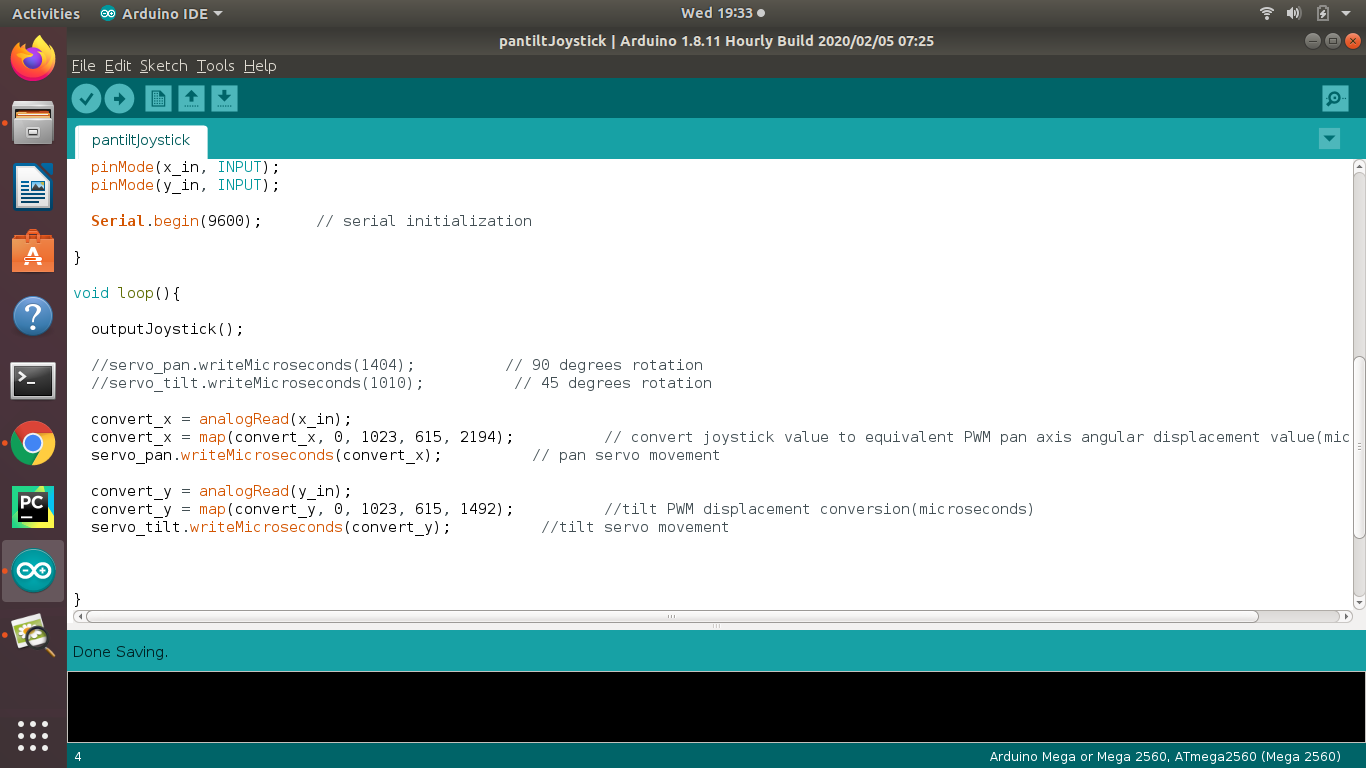 Activities Arduino IDE Wed 19:33
pantiltJoystick | Arduino 1.8.11 Hourly Build 2020/02/05 07:25
File Edit Sketch Tools Help
pantiltJoystick
pinMode(x_in, INPUT);
pinMode(y_in, INPUT);
Serial.begin(9600); // serial initialization
}
void loop(){
outputJoystick();
//servo_pan.writeMicroseconds(1404); // 90 degrees rotation
//servo_tilt.writeMicroseconds(1010); // 45 degrees rotation
convert_x = analogRead(x_in);
convert_x = map(convert_x, 0, 1023, 615, 2194); // convert joystick value to equivalent PWM pan axis angular displacement value(mic
servo_pan.writeMicroseconds(convert_x); // pan servo movement
convert_y = analogRead(y_in);
convert_y = map(convert_y, 0, 1023, 615, 1492); //tilt PWM displacement conversion(microseconds)
servo_tilt.writeMicroseconds(convert_y); //tilt servo movement
}
Done Saving.
4 Arduino Mega or Mega 2560, ATmega2560 (Mega 2560)
PC